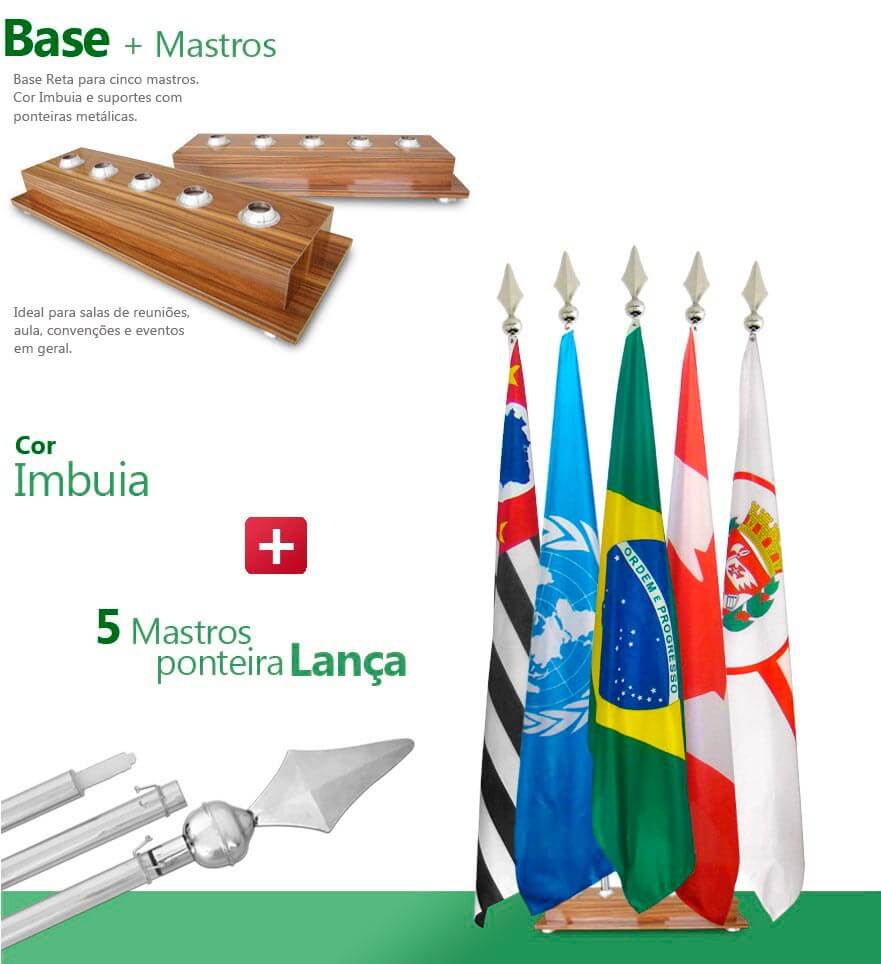 Base + Mastros
Base Reta para cinco mastros.
Cor Imbuia e suportes com
ponteiras metálicas.
Ideal para salas de reuniões,
aula, convenções e eventos
em geral.
Cor
Imbuia
5 Mastros
ponteira Lança
ORDEM E PROGRESSO